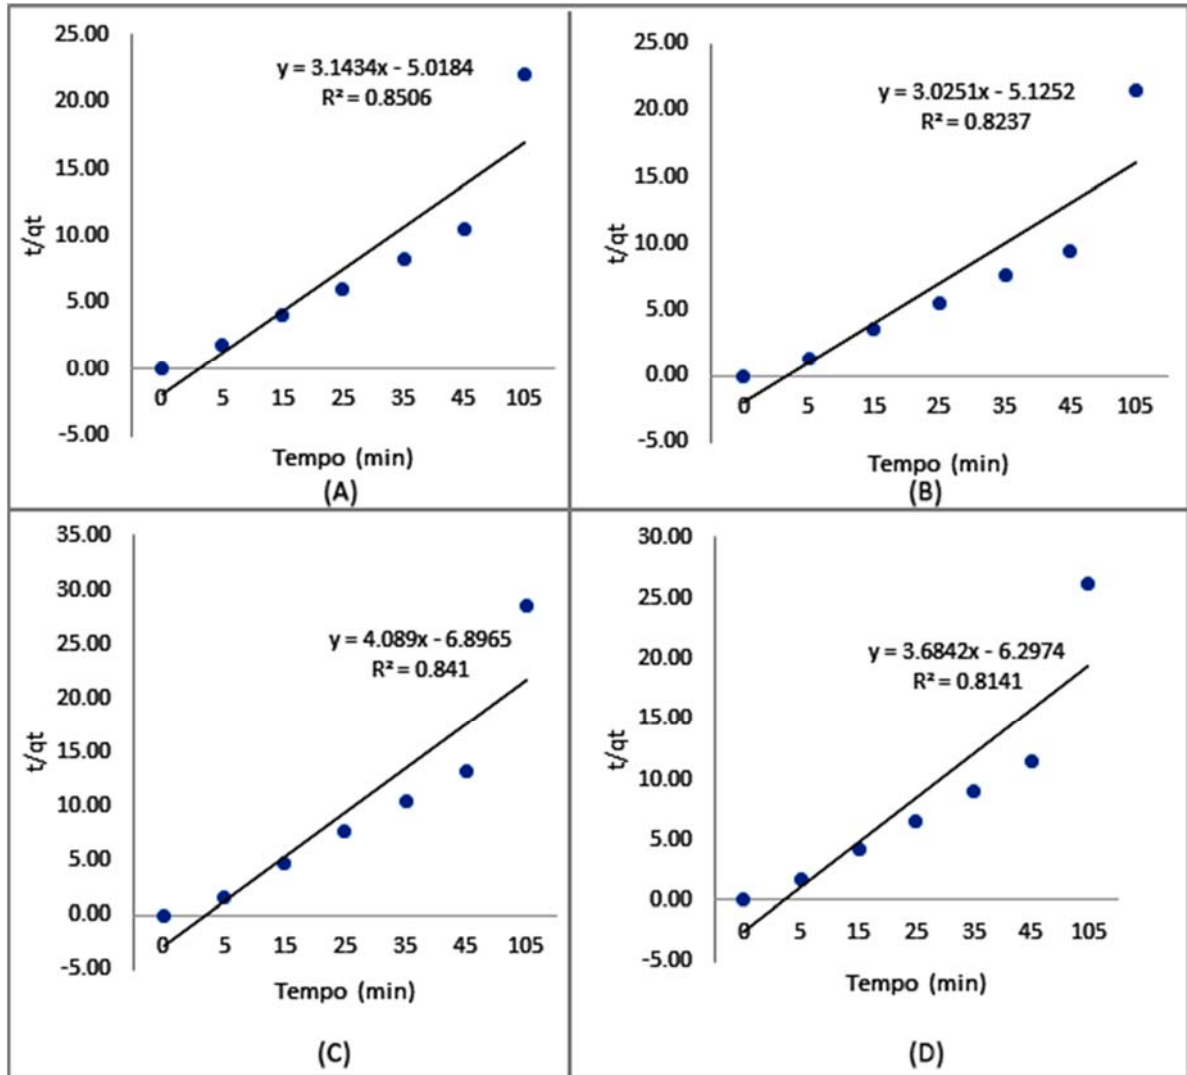 25.00
20.00
15.00
10.00
5.00
0.00
-5.00
t/qt
y = 3.1434x - 5.0184
R² = 0.8506
0 5 15 25 35 45 105
Tempo (min)
(A)
25.00
20.00
15.00
10.00
5.00
0.00
-5.00
t/qt
y = 3.0251x - 5.1252
R² = 0.8237
0 5 15 25 35 45 105
Tempo (min)
(B)
35.00
30.00
25.00
20.00
15.00
10.00
5.00
0.00
-5.00
t/qt
y = 4.089x - 6.8965
R² = 0.841
0 5 15 25 35 45 105
Tempo (min)
(C)
30.00
25.00
20.00
15.00
10.00
5.00
0.00
-5.00
t/qt
y = 3.6842x - 6.2974
R² = 0.8141
0 5 15 25 35 45 105
Tempo (min)
(D)